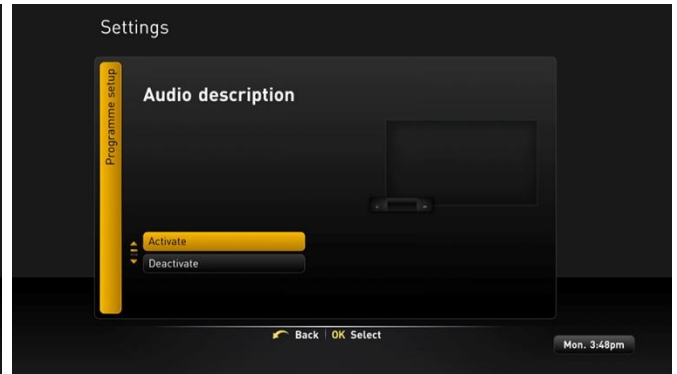 Settings
Programme setup
Audio description
Activate
Deactivate
Back | OK Select
Mon. 3:48pm